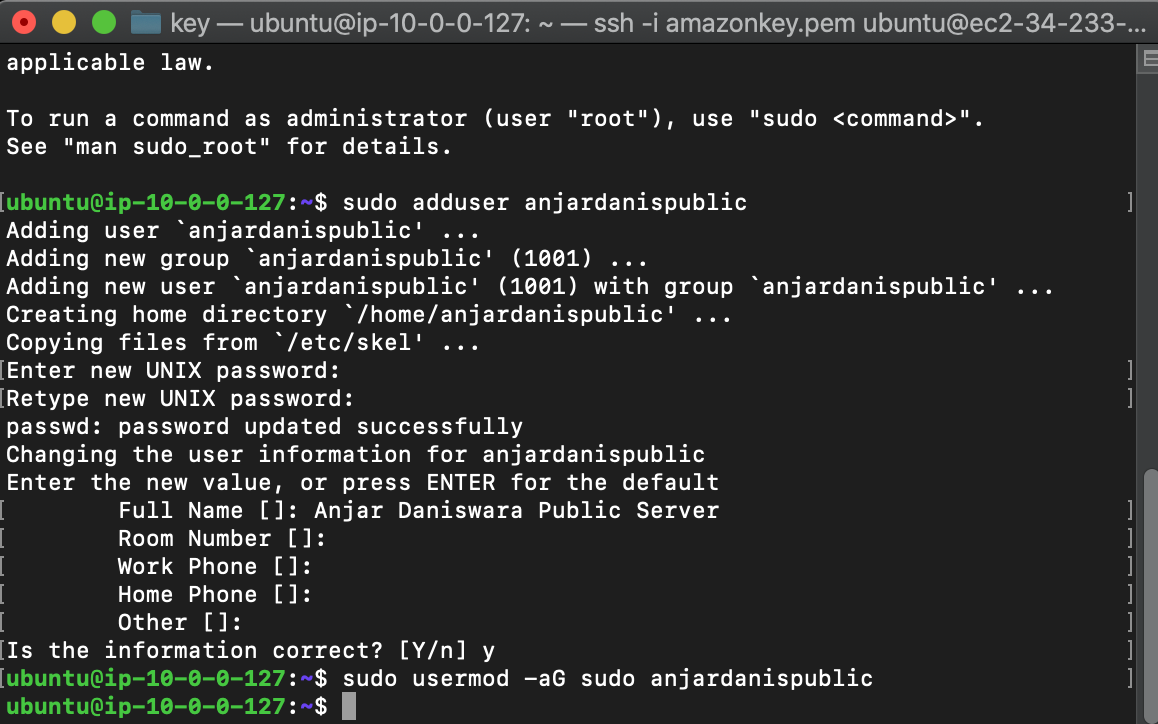 key — ubuntu@ip-10-0-0-127: ~ — ssh -i amazonkey.pem ubuntu@ec2-34-233-...
applicable law.
To run a command as administrator (user "root"), use "sudo <command>".
See "man sudo_root" for details.
[ubuntu@ip-10-0-0-127:~$ sudo adduser anjardanispublic ]
Adding user `anjardanispublic' ...
Adding new group `anjardanispublic' (1001) ...
Adding new user `anjardanispublic' (1001) with group `anjardanispublic' ...
Creating home directory `/home/anjardanispublic' ...
Copying files from `/etc/skel' ...
[Enter new UNIX password: ]
[Retype new UNIX password: ]
passwd: password updated successfully
Changing the user information for anjardanispublic
Enter the new value, or press ENTER for the default
[ Full Name []: Anjar Daniswara Public Server ]
[ Room Number []: ]
[ Work Phone []: ]
[ Home Phone []: ]
[ Other []: ]
[Is the information correct? [Y/n] y ]
[ubuntu@ip-10-0-0-127:~$ sudo usermod -aG sudo anjardanispublic ]
ubuntu@ip-10-0-0-127:~$